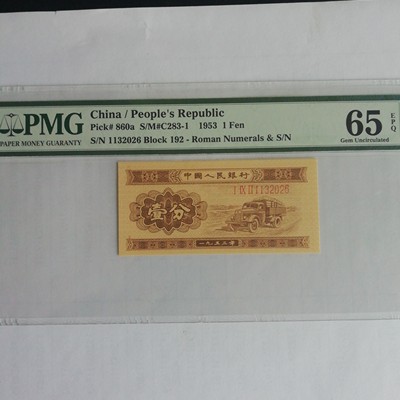 PMG
PAPER MONEY GUARANTY
China / People's Republic
Pick# 860a S/M#C283-1 1953 1 Fen
S/N 1132026 Block 192 - Roman Numerals & S/N
65 EPQ
Gem Uncirculated
中國人民銀行
I IX II 1132026
壹分
一九五三年